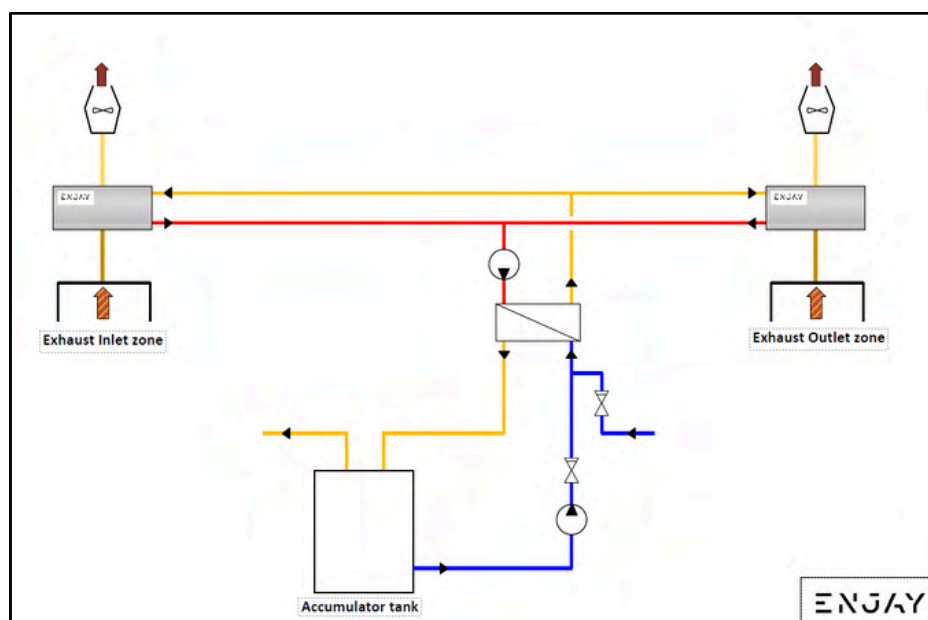 ENJAY
ENJAY
Exhaust Inlet zone
Exhaust Outlet zone
Accumulator tank
ENJAY